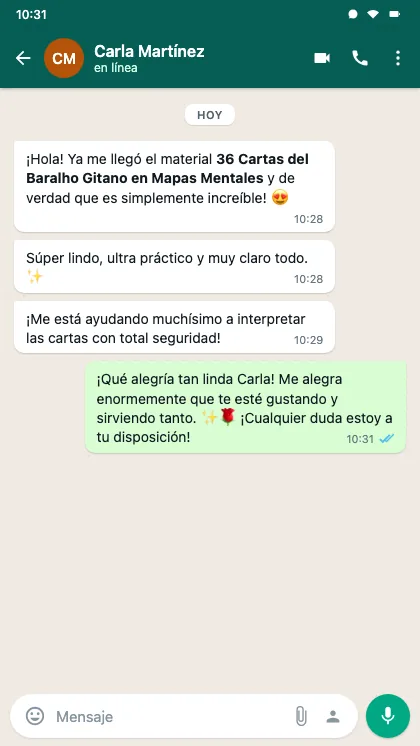 10:31
CM
Carla Martínez
en línea
HOY
¡Hola! Ya me llegó el material 36 Cartas del
Baralho Gitano en Mapas Mentales y de
verdad que es simplemente increíble! 😍
10:28
Súper lindo, ultra práctico y muy claro todo.
✨
10:28
¡Me está ayudando muchísimo a interpretar
las cartas con total seguridad!
10:29
¡Qué alegría tan linda Carla! Me alegra
enormemente que te esté gustando y
sirviendo tanto. ✨🌹 ¡Cualquier duda estoy a
tu disposición!
10:31
Mensaje